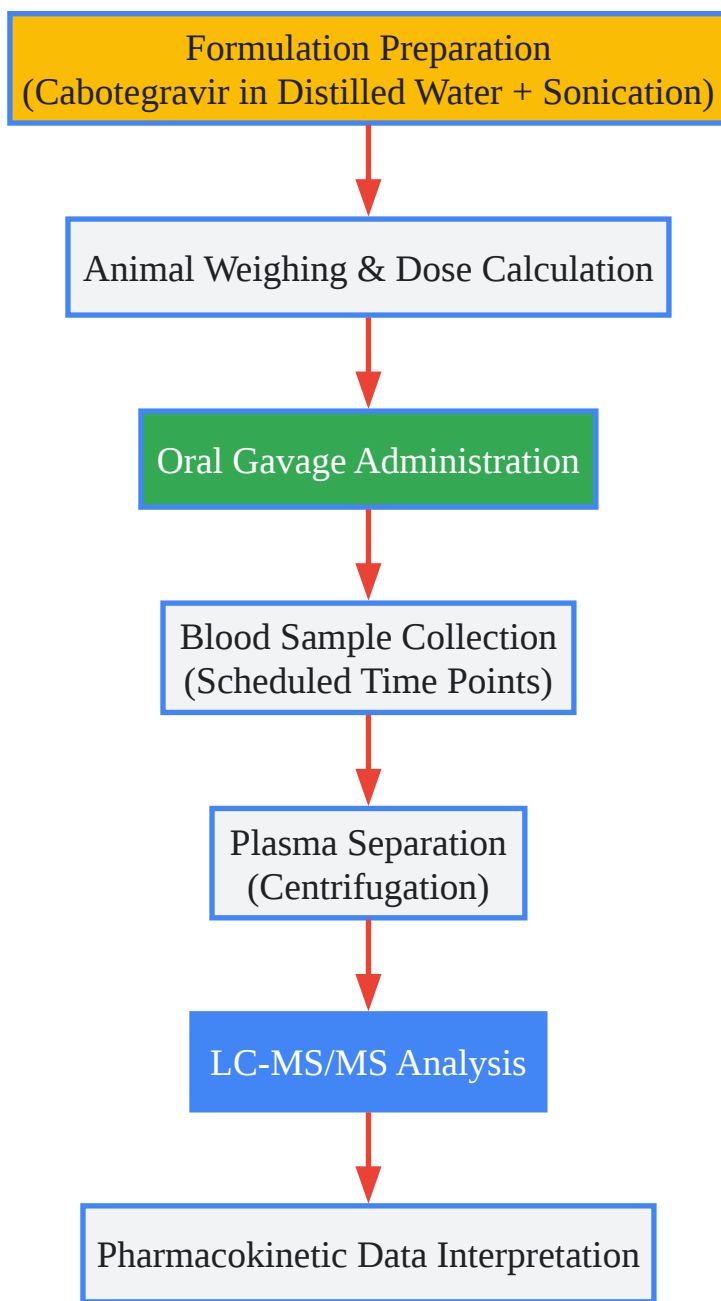 Formulation Preparation
(Cabotegravir in Distilled Water + Sonication)
Animal Weighing & Dose Calculation
Oral Gavage Administration
Blood Sample Collection
(Scheduled Time Points)
Plasma Separation
(Centrifugation)
LC-MS/MS Analysis
Pharmacokinetic Data Interpretation